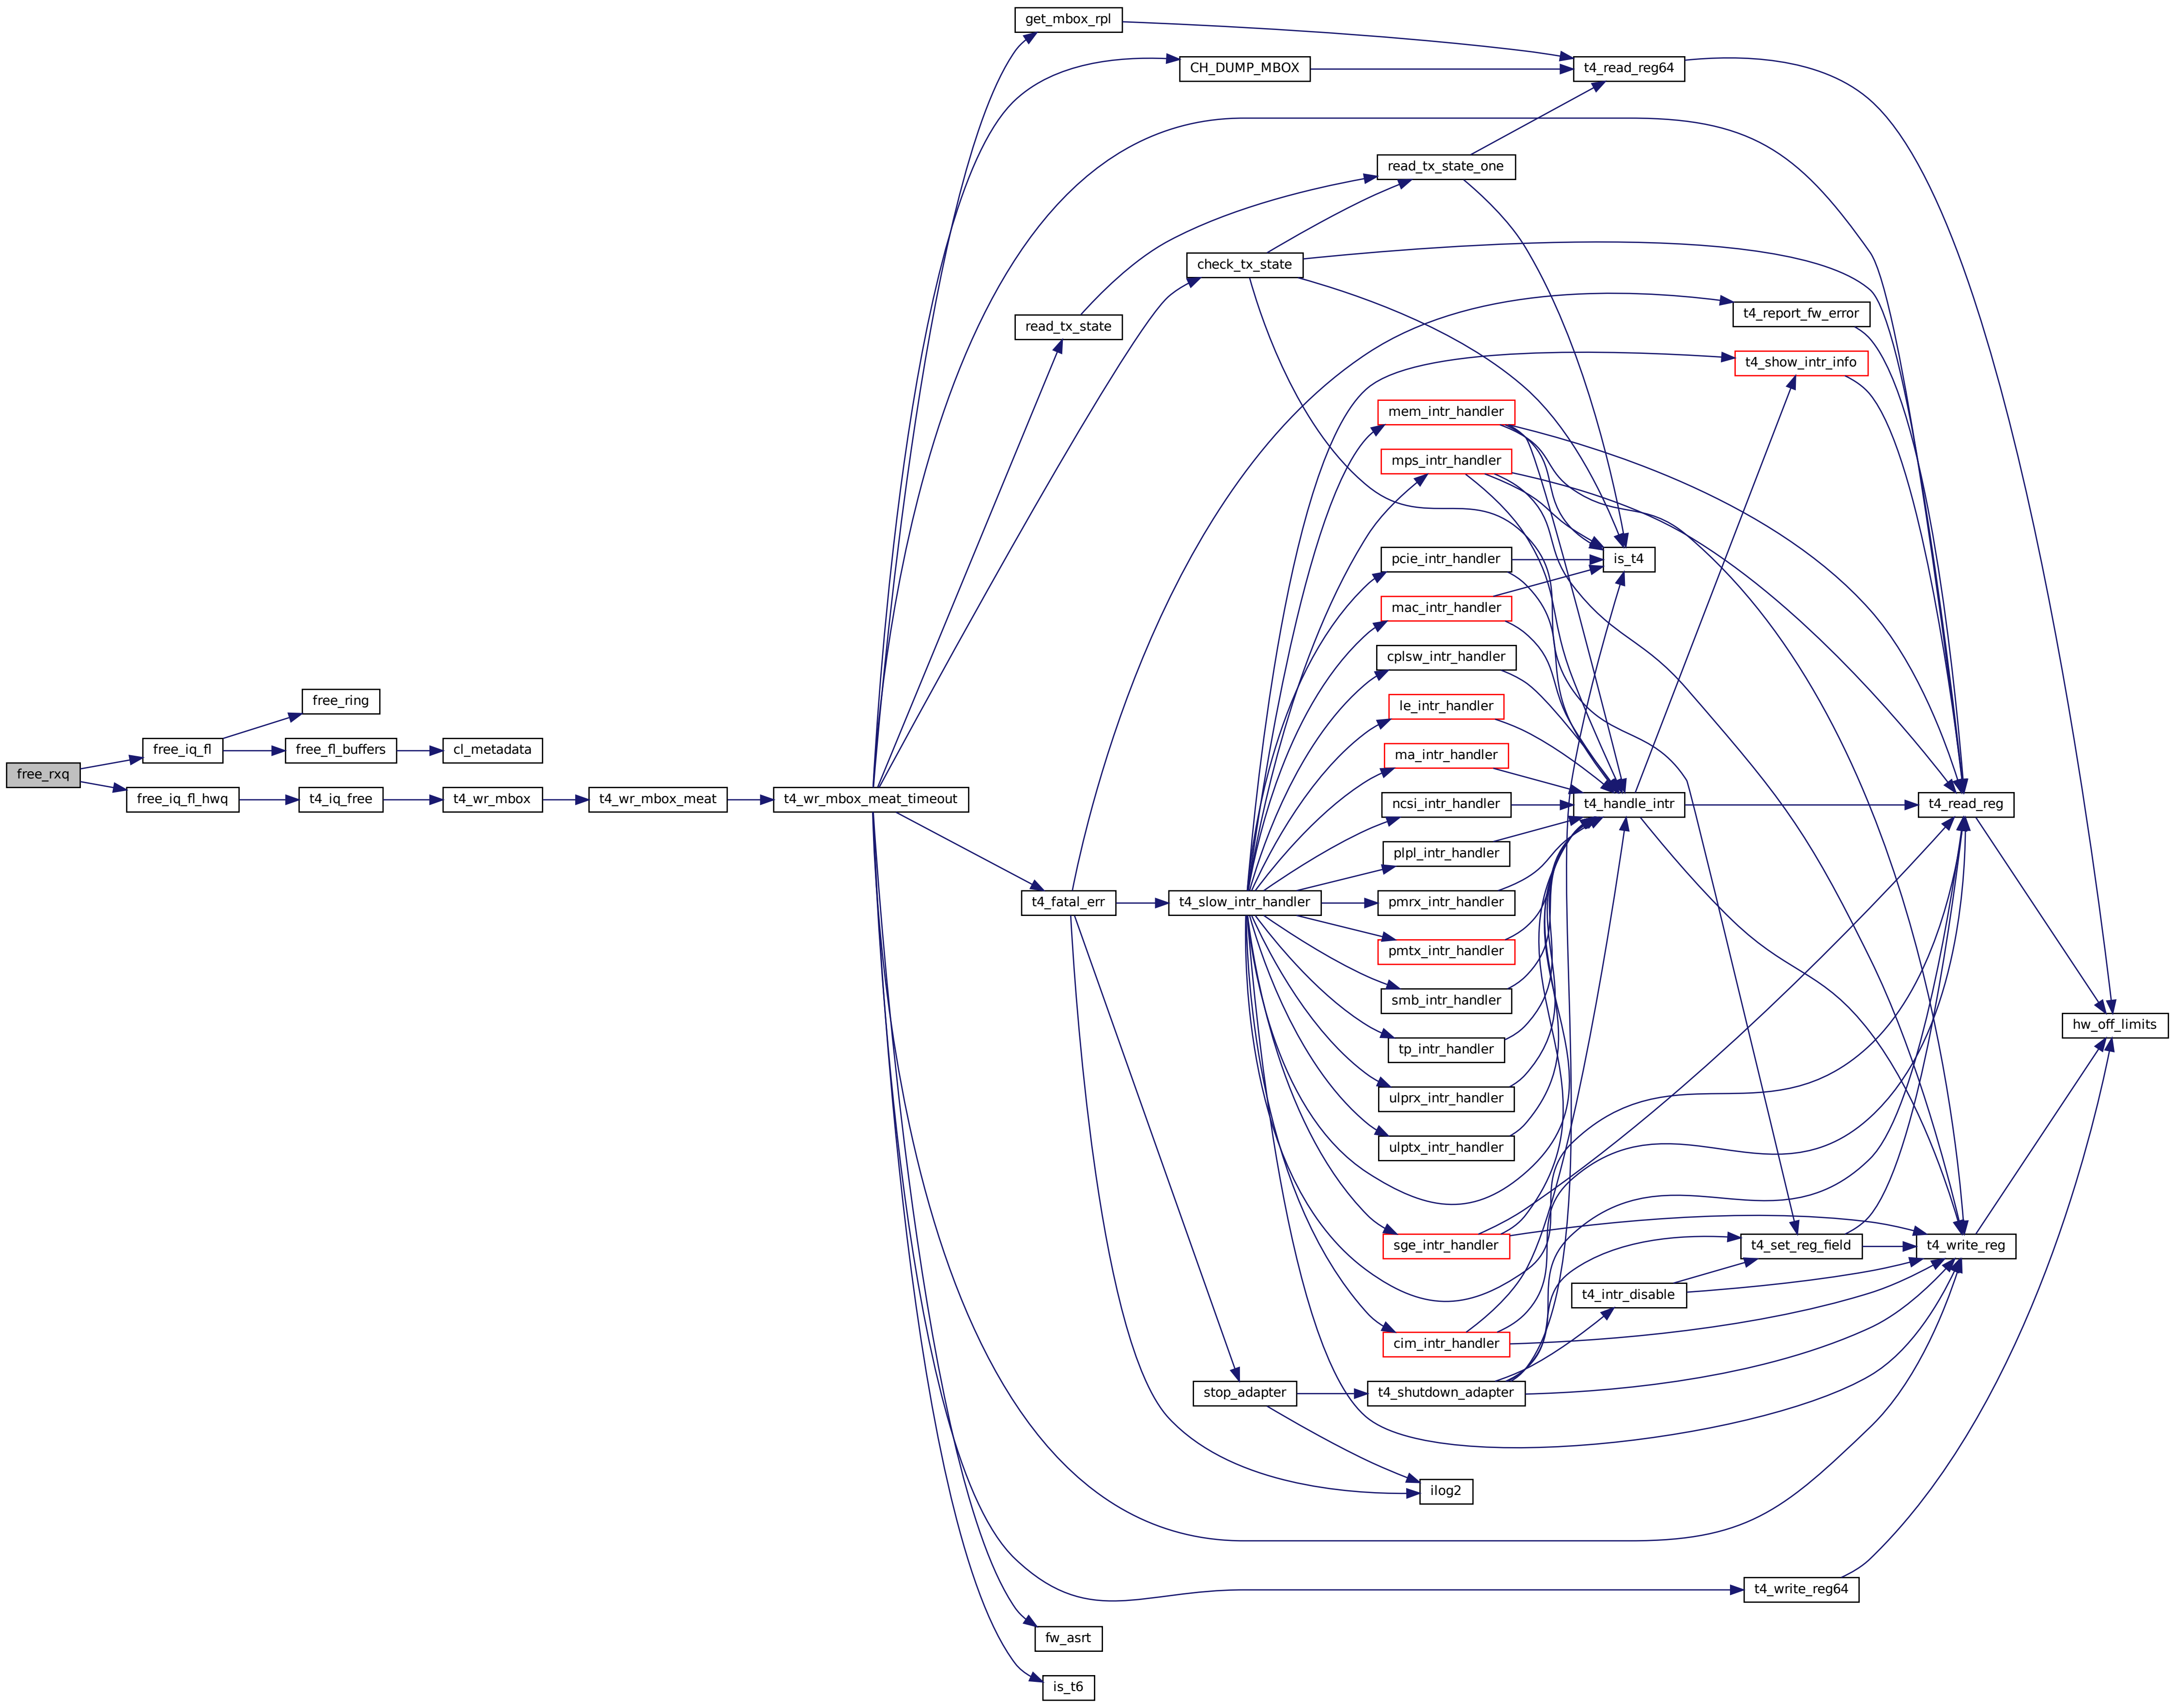 get_mbox_rpl
CH_DUMP_MBOX
t4_read_reg64
read_tx_state_one
check_tx_state
t4_report_fw_error
read_tx_state
t4_show_intr_info
mem_intr_handler
mps_intr_handler
pcie_intr_handler
is_t4
mac_intr_handler
cplsw_intr_handler
free_ring
le_intr_handler
free_iq_fl
free_fl_buffers
cl_metadata
ma_intr_handler
free_rxq
free_iq_fl_hwq
t4_iq_free
t4_wr_mbox
t4_wr_mbox_meat
t4_wr_mbox_meat_timeout
ncsi_intr_handler
t4_handle_intr
t4_read_reg
plpl_intr_handler
t4_fatal_err
t4_slow_intr_handler
pmrx_intr_handler
pmtx_intr_handler
smb_intr_handler
hw_off_limits
tp_intr_handler
ulprx_intr_handler
ulptx_intr_handler
sge_intr_handler
t4_set_reg_field
t4_write_reg
t4_intr_disable
cim_intr_handler
stop_adapter
t4_shutdown_adapter
ilog2
t4_write_reg64
fw_asrt
is_t6